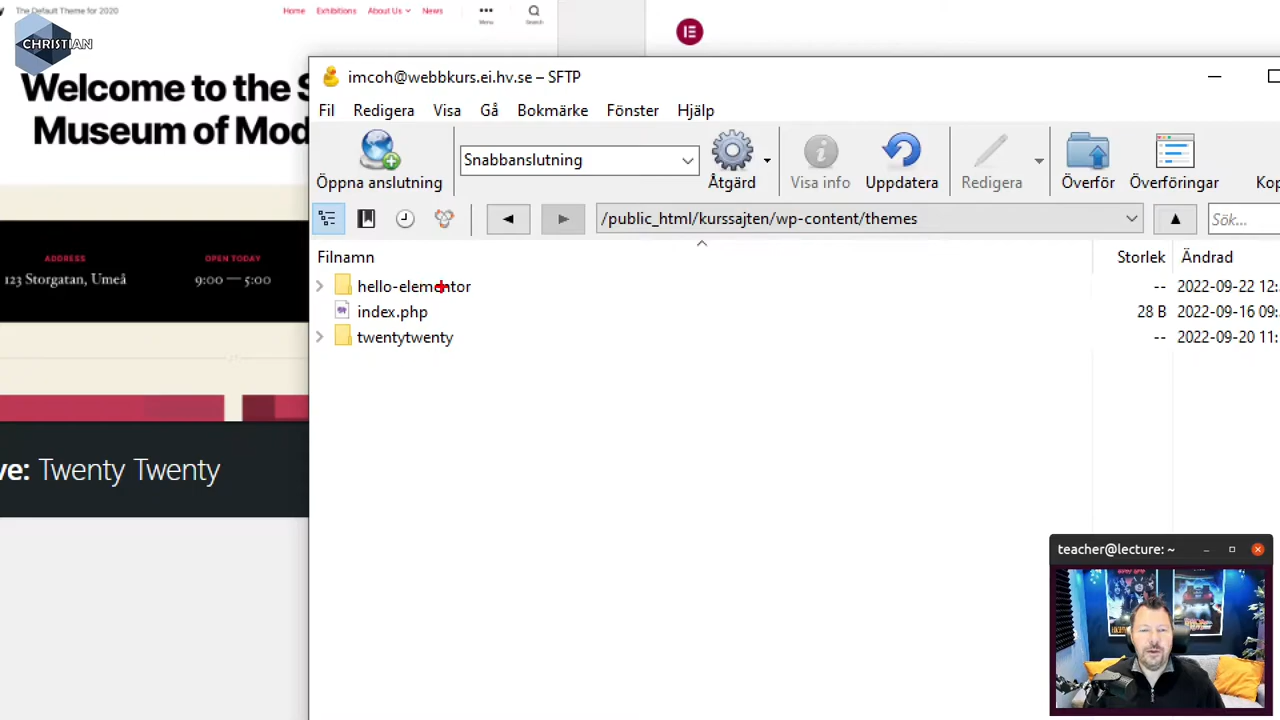 The Default Theme for 2020
Home Exhibitions About Us News
Menu
Search
CHRISTIAN
Welcome to the S
Museum of Mod
ADDRESS
123 Storgatan, Umeå
OPEN TODAY
9:00 — 5:00
ve: Twenty Twenty
imcoh@webbkurs.ei.hv.se – SFTP
Fil Redigera Visa Gå Bokmärke Fönster Hjälp
Öppna anslutning
Snabbanslutning
Åtgärd
Visa info
Uppdatera
Redigera
Överför
Överföringar
Kop
/public_html/kurssajten/wp-content/themes
Sök...
Filnamn Storlek Ändrad
hello-elementor -- 2022-09-22 12:
index.php 28 B 2022-09-16 09:
twentytwenty -- 2022-09-20 11:
teacher@lecture: ~